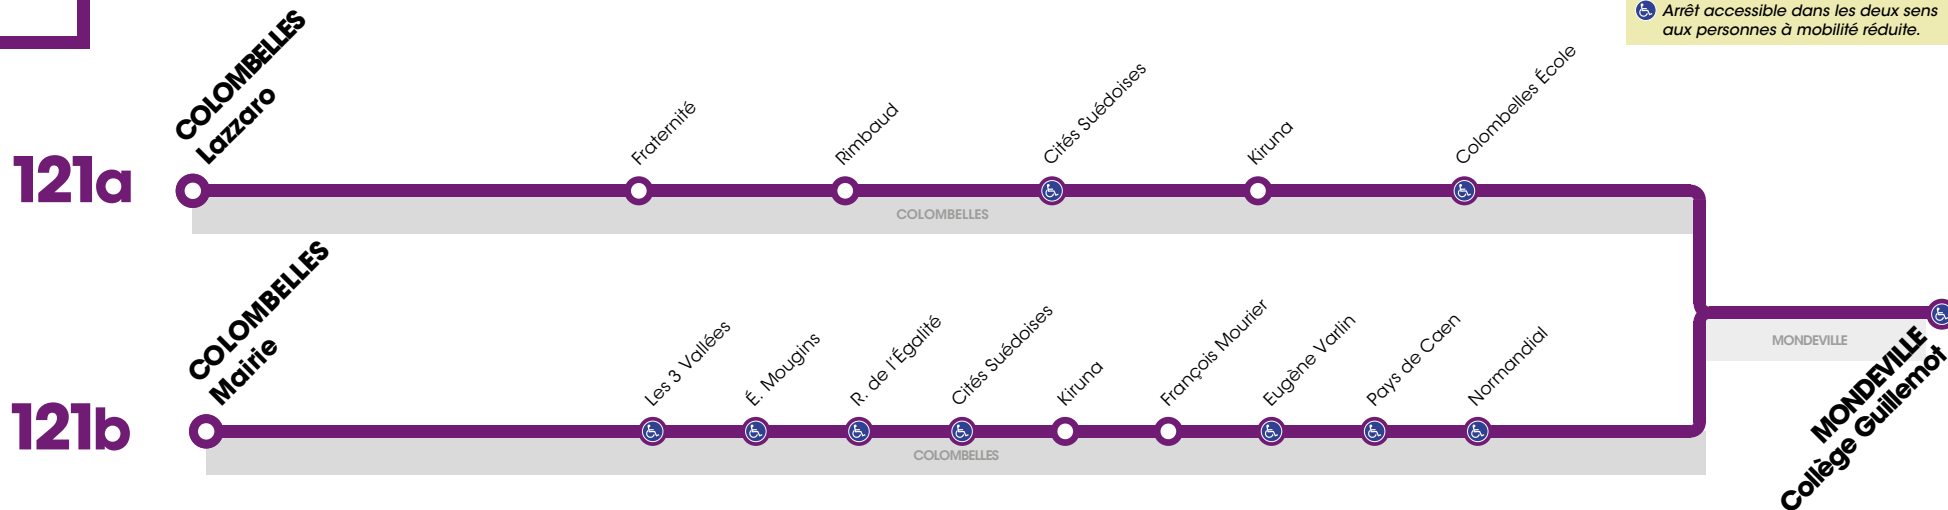 Arrêt accessible dans les deux sens
aux personnes à mobilité réduite.
121a
COLOMBELLES
Lazzaro
Fraternité
Rimbaud
Cités Suédoises
Kiruna
Colombelles École
COLOMBELLES
121b
COLOMBELLES
Mairie
Les 3 Vallées
É. Mougins
R. de l'Égalité
Cités Suédoises
Kiruna
François Mourier
Eugène Varlin
Pays de Caen
Normandial
COLOMBELLES
MONDEVILLE
MONDEVILLE
Collège Guillemot